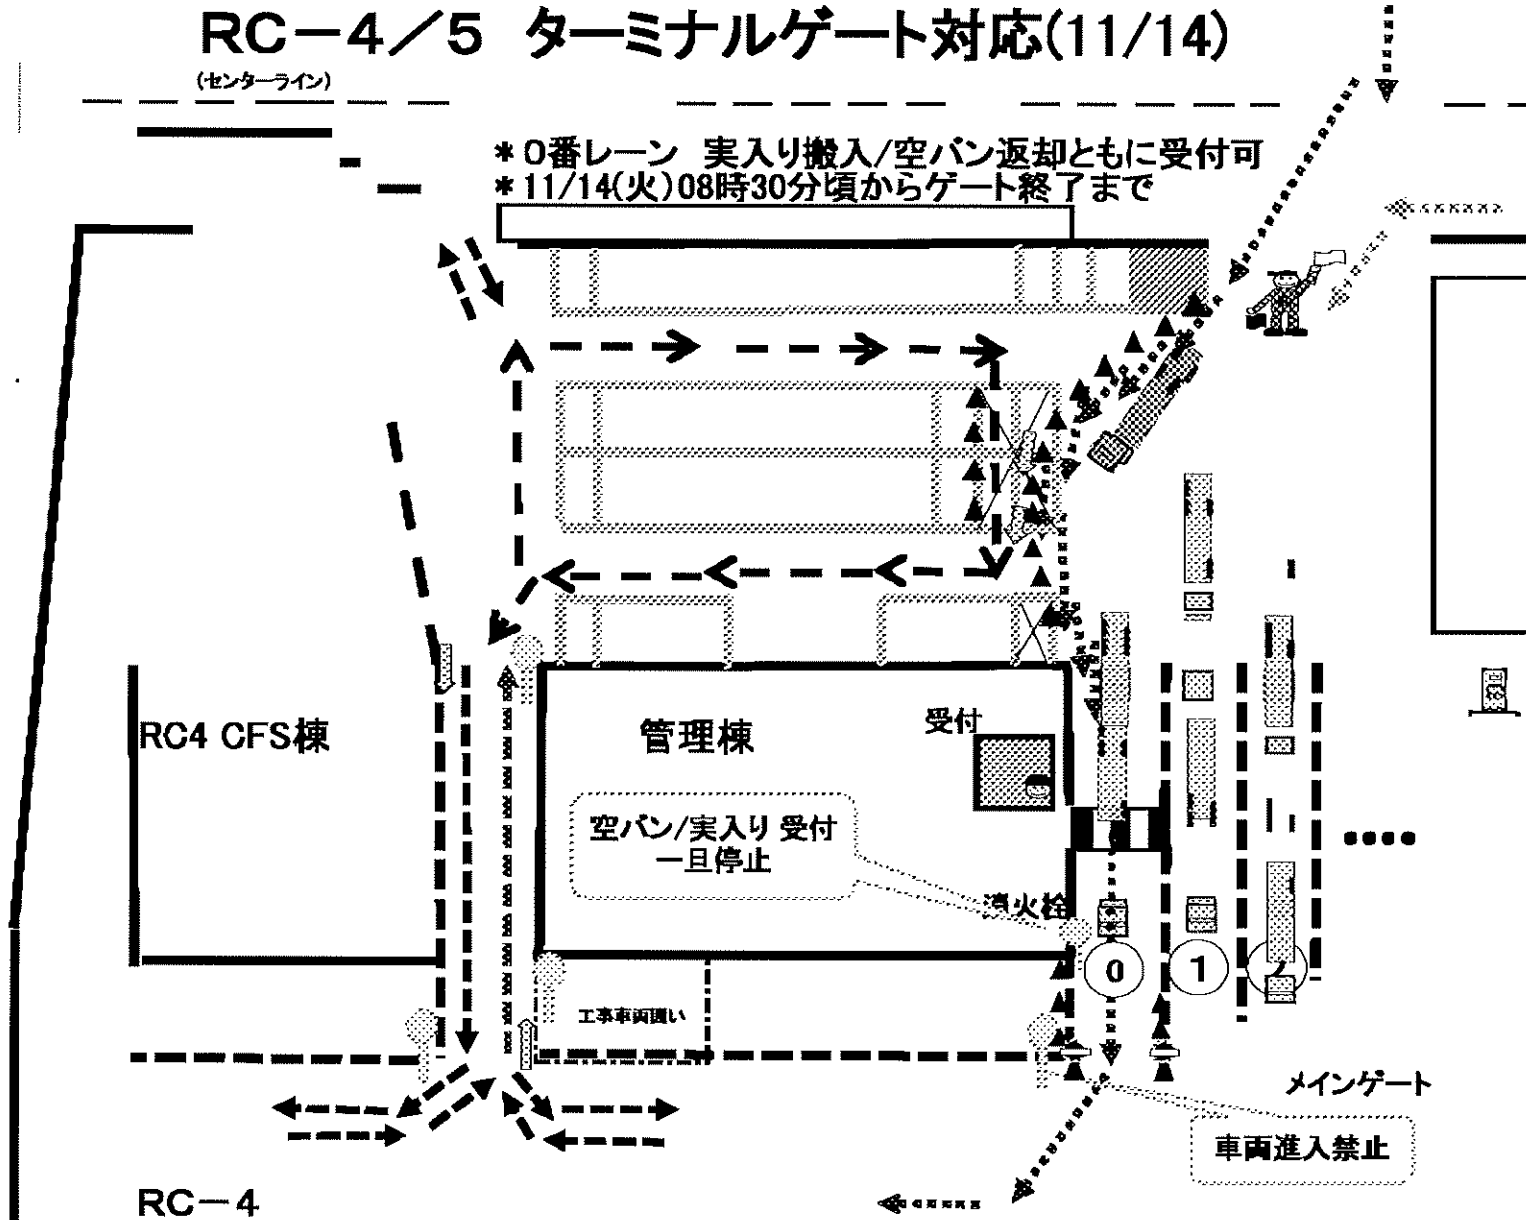 RC－4／5 ターミナルゲート対応(11/14)
(センターライン)
＊0番レーン 実入り搬入/空バン返却ともに受付可
＊11/14(火)08時30分頃からゲート終了まで
RC4 CFS棟
管理棟
受付
空バン/実入り 受付
一旦停止
消火栓
0
1
2
工事車両囲い
メインゲート
車両進入禁止
RC－4